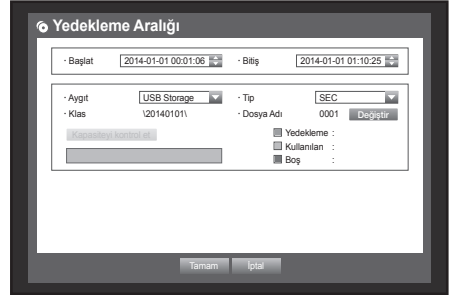 Yedekleme Aralığı
· Başlat 2014-01-01 00:01:06 · Bitiş 2014-01-01 01:10:25
· Aygıt USB Storage · Tip SEC
· Klas \20140101\ · Dosya Adı 0001 Değiştir
Kapasiteyi kontrol et Yedekleme :
Kullanılan :
Boş :
Tamam İptal